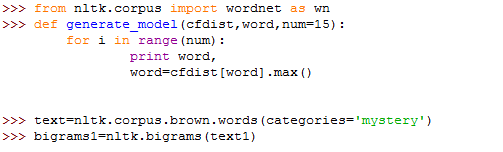 >>> from nltk.corpus import wordnet as wn
>>> def generate_model(cfdist,word,num=15):
        for i in range(num):
                print word,
                word=cfdist[word].max()
>>> text=nltk.corpus.brown.words(categories='mystery')
>>> bigrams1=nltk.bigrams(text1)